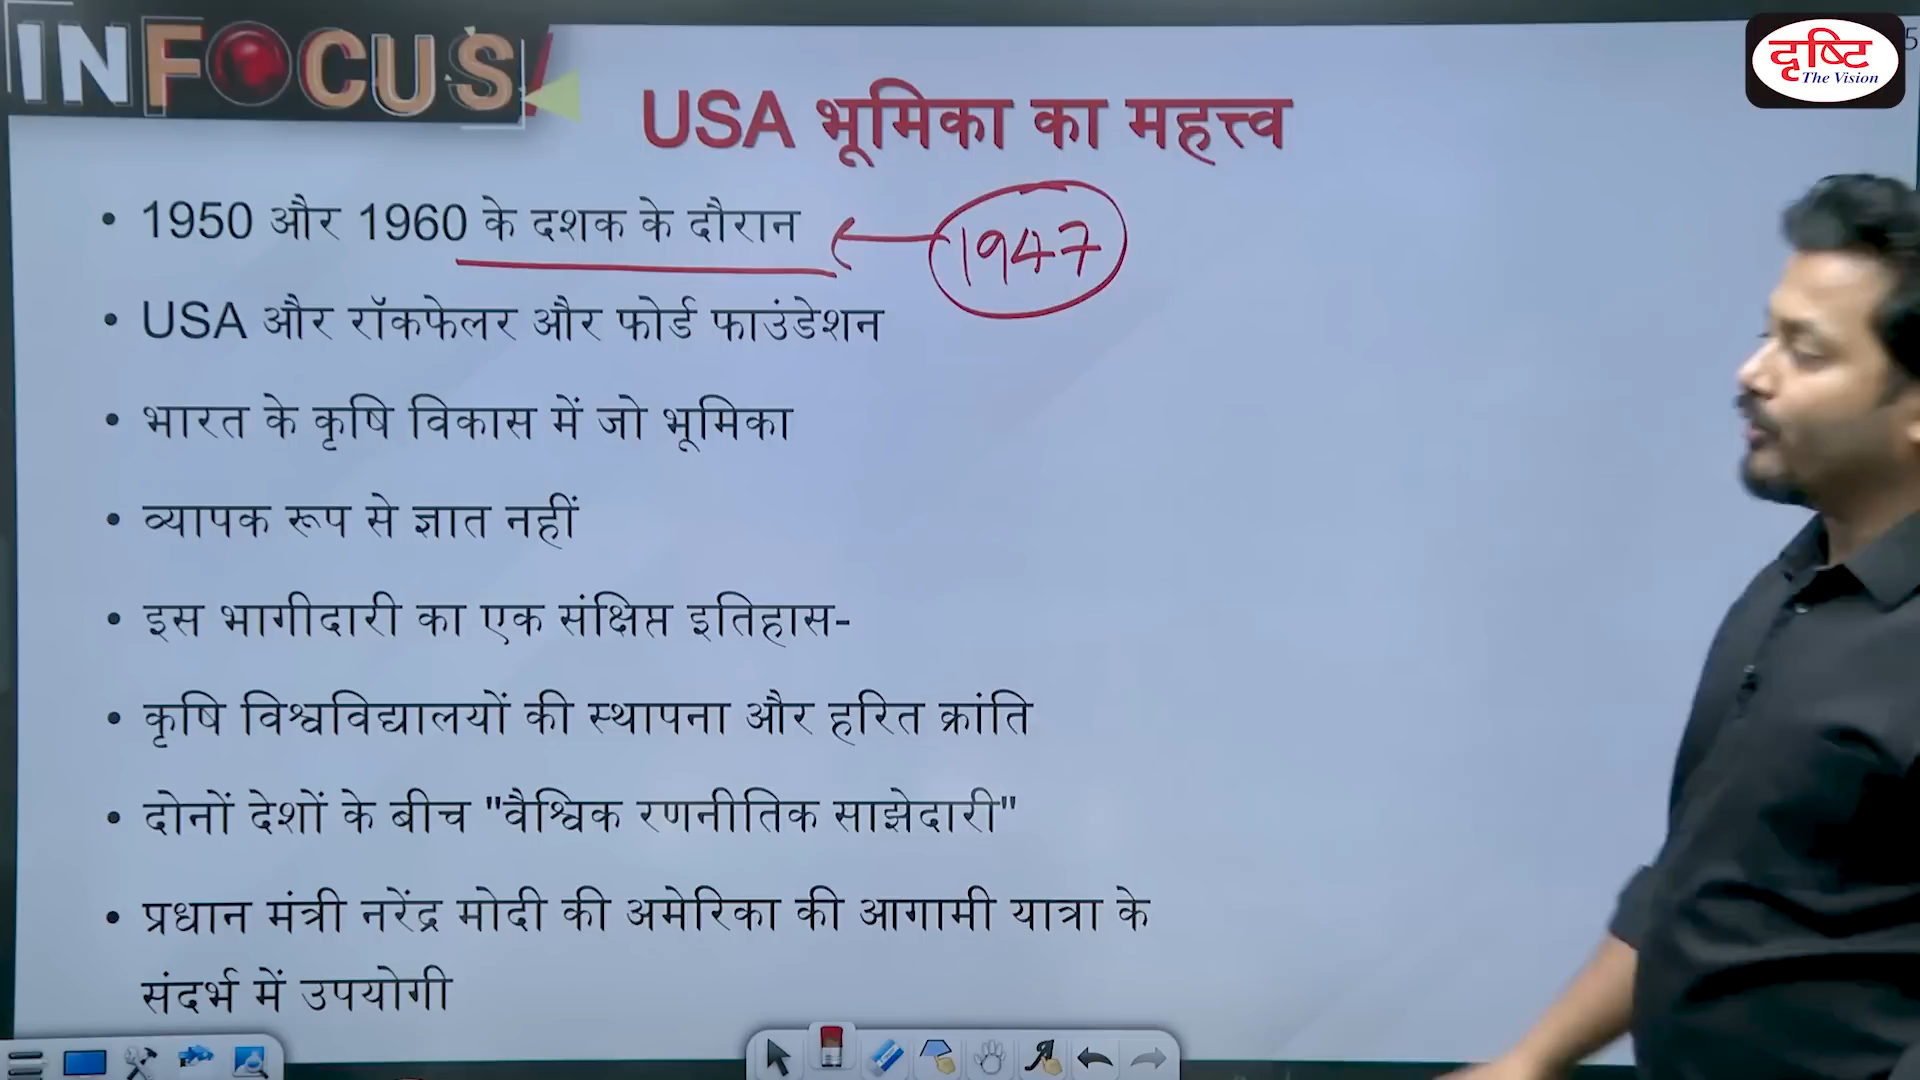 INFOCUS
दृष्टि
The Vision
5
USA भूमिका का महत्त्व
• 1950 और 1960 के दशक के दौरान
1947
• USA और रॉकफेलर और फोर्ड फाउंडेशन
• भारत के कृषि विकास में जो भूमिका
• व्यापक रूप से ज्ञात नहीं
• इस भागीदारी का एक संक्षिप्त इतिहास-
• कृषि विश्वविद्यालयों की स्थापना और हरित क्रांति
• दोनों देशों के बीच "वैश्विक रणनीतिक साझेदारी"
• प्रधान मंत्री नरेंद्र मोदी की अमेरिका की आगामी यात्रा के
संदर्भ में उपयोगी